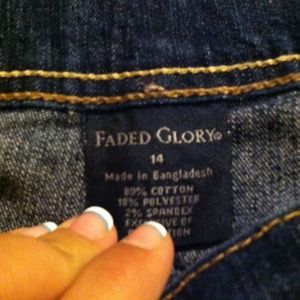 FADED GLORY®
14
Made in Bangladesh
80% COTTON
18% POLYESTER
2% SPANDEX
EXCLUSIVE OF